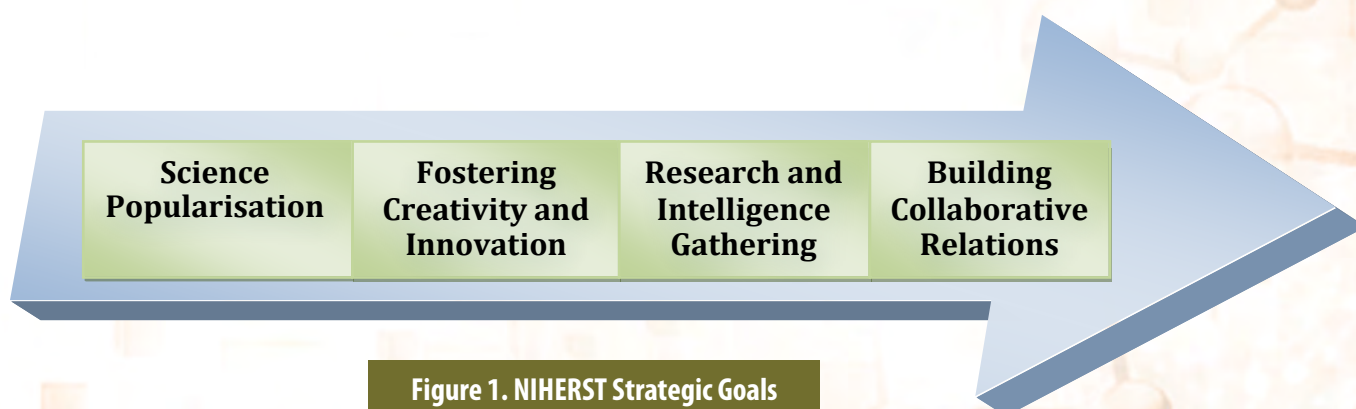 Science
Popularisation
Fostering
Creativity and
Innovation
Research and
Intelligence
Gathering
Building
Collaborative
Relations
Figure 1. NIHERST Strategic Goals